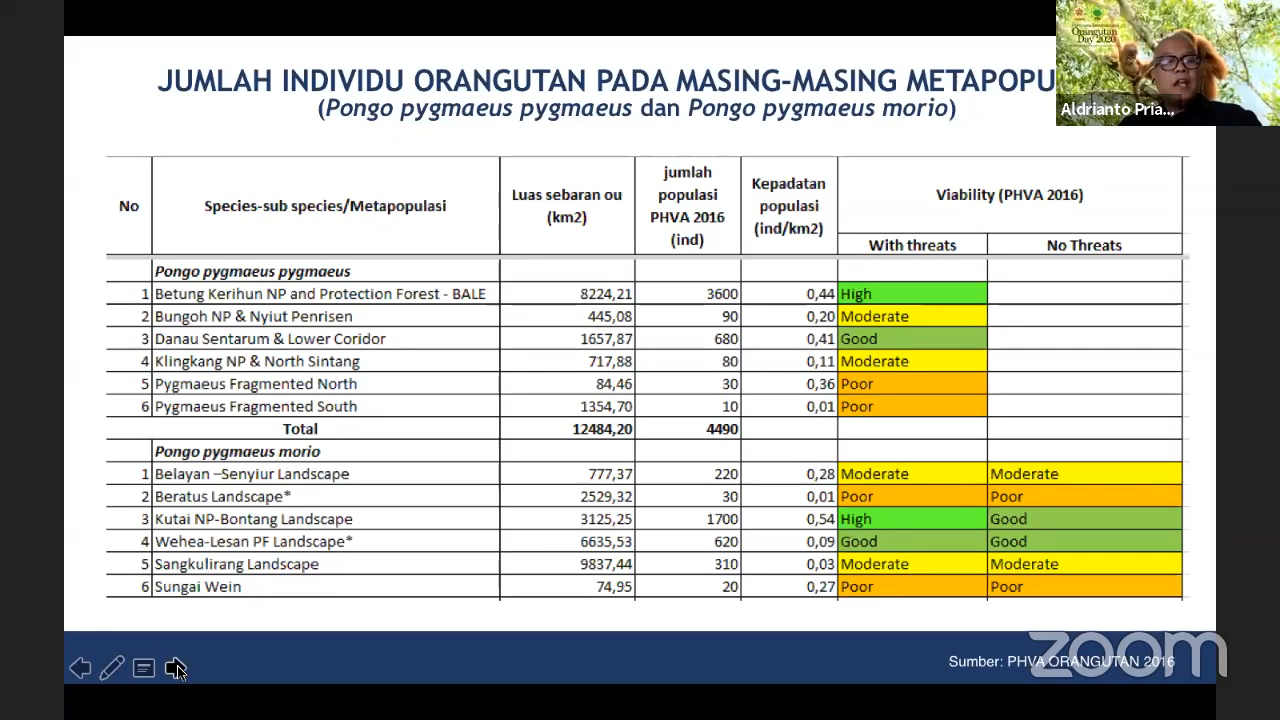 JUMLAH INDIVIDU ORANGUTAN PADA MASING-MASING METAPOPU
(Pongo pygmaeus pygmaeus dan Pongo pygmaeus morio)
Orangutan
Day 2020
Aldrianto Pria...
No Species-sub species/Metapopulasi Luas sebaran ou (km2) jumlah populasi PHVA 2016 (ind) Kepadatan populasi (ind/km2) Viability (PHVA 2016)
With threats No Threats
Pongo pygmaeus pygmaeus
1 Betung Kerihun NP and Protection Forest - BALE 8224,21 3600 0,44 High
2 Bungoh NP & Nyiut Penrisen 445,08 90 0,20 Moderate
3 Danau Sentarum & Lower Coridor 1657,87 680 0,41 Good
4 Klingkang NP & North Sintang 717,88 80 0,11 Moderate
5 Pygmaeus Fragmented North 84,46 30 0,36 Poor
6 Pygmaeus Fragmented South 1354,70 10 0,01 Poor
Total 12484,20 4490
Pongo pygmaeus morio
1 Belayan –Senyiur Landscape 777,37 220 0,28 Moderate Moderate
2 Beratus Landscape* 2529,32 30 0,01 Poor Poor
3 Kutai NP-Bontang Landscape 3125,25 1700 0,54 High Good
4 Wehea-Lesan PF Landscape* 6635,53 620 0,09 Good Good
5 Sangkulirang Landscape 9837,44 310 0,03 Moderate Moderate
6 Sungai Wein 74,95 20 0,27 Poor Poor
Sumber: PHVA ORANGUTAN 2016
zoom